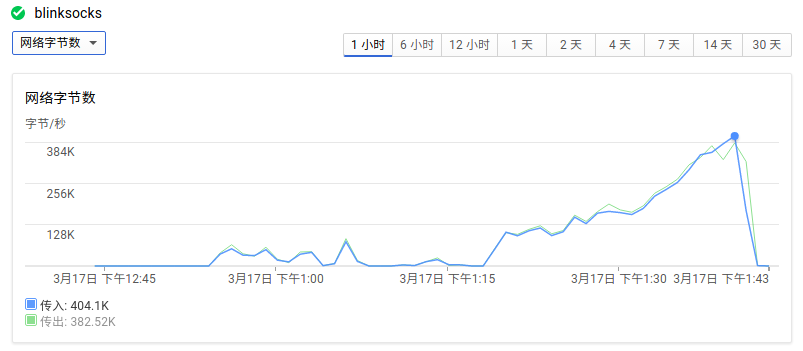 blinksocks
网络字节数
1 小时 6 小时 12 小时 1 天 2 天 4 天 7 天 14 天 30 天
网络字节数
字节/秒
384K
256K
128K
3月17日 下午12:45 3月17日 下午1:00 3月17日 下午1:15 3月17日 下午1:30 3月17日 下午1:43
传入: 404.1K
传出: 382.52K